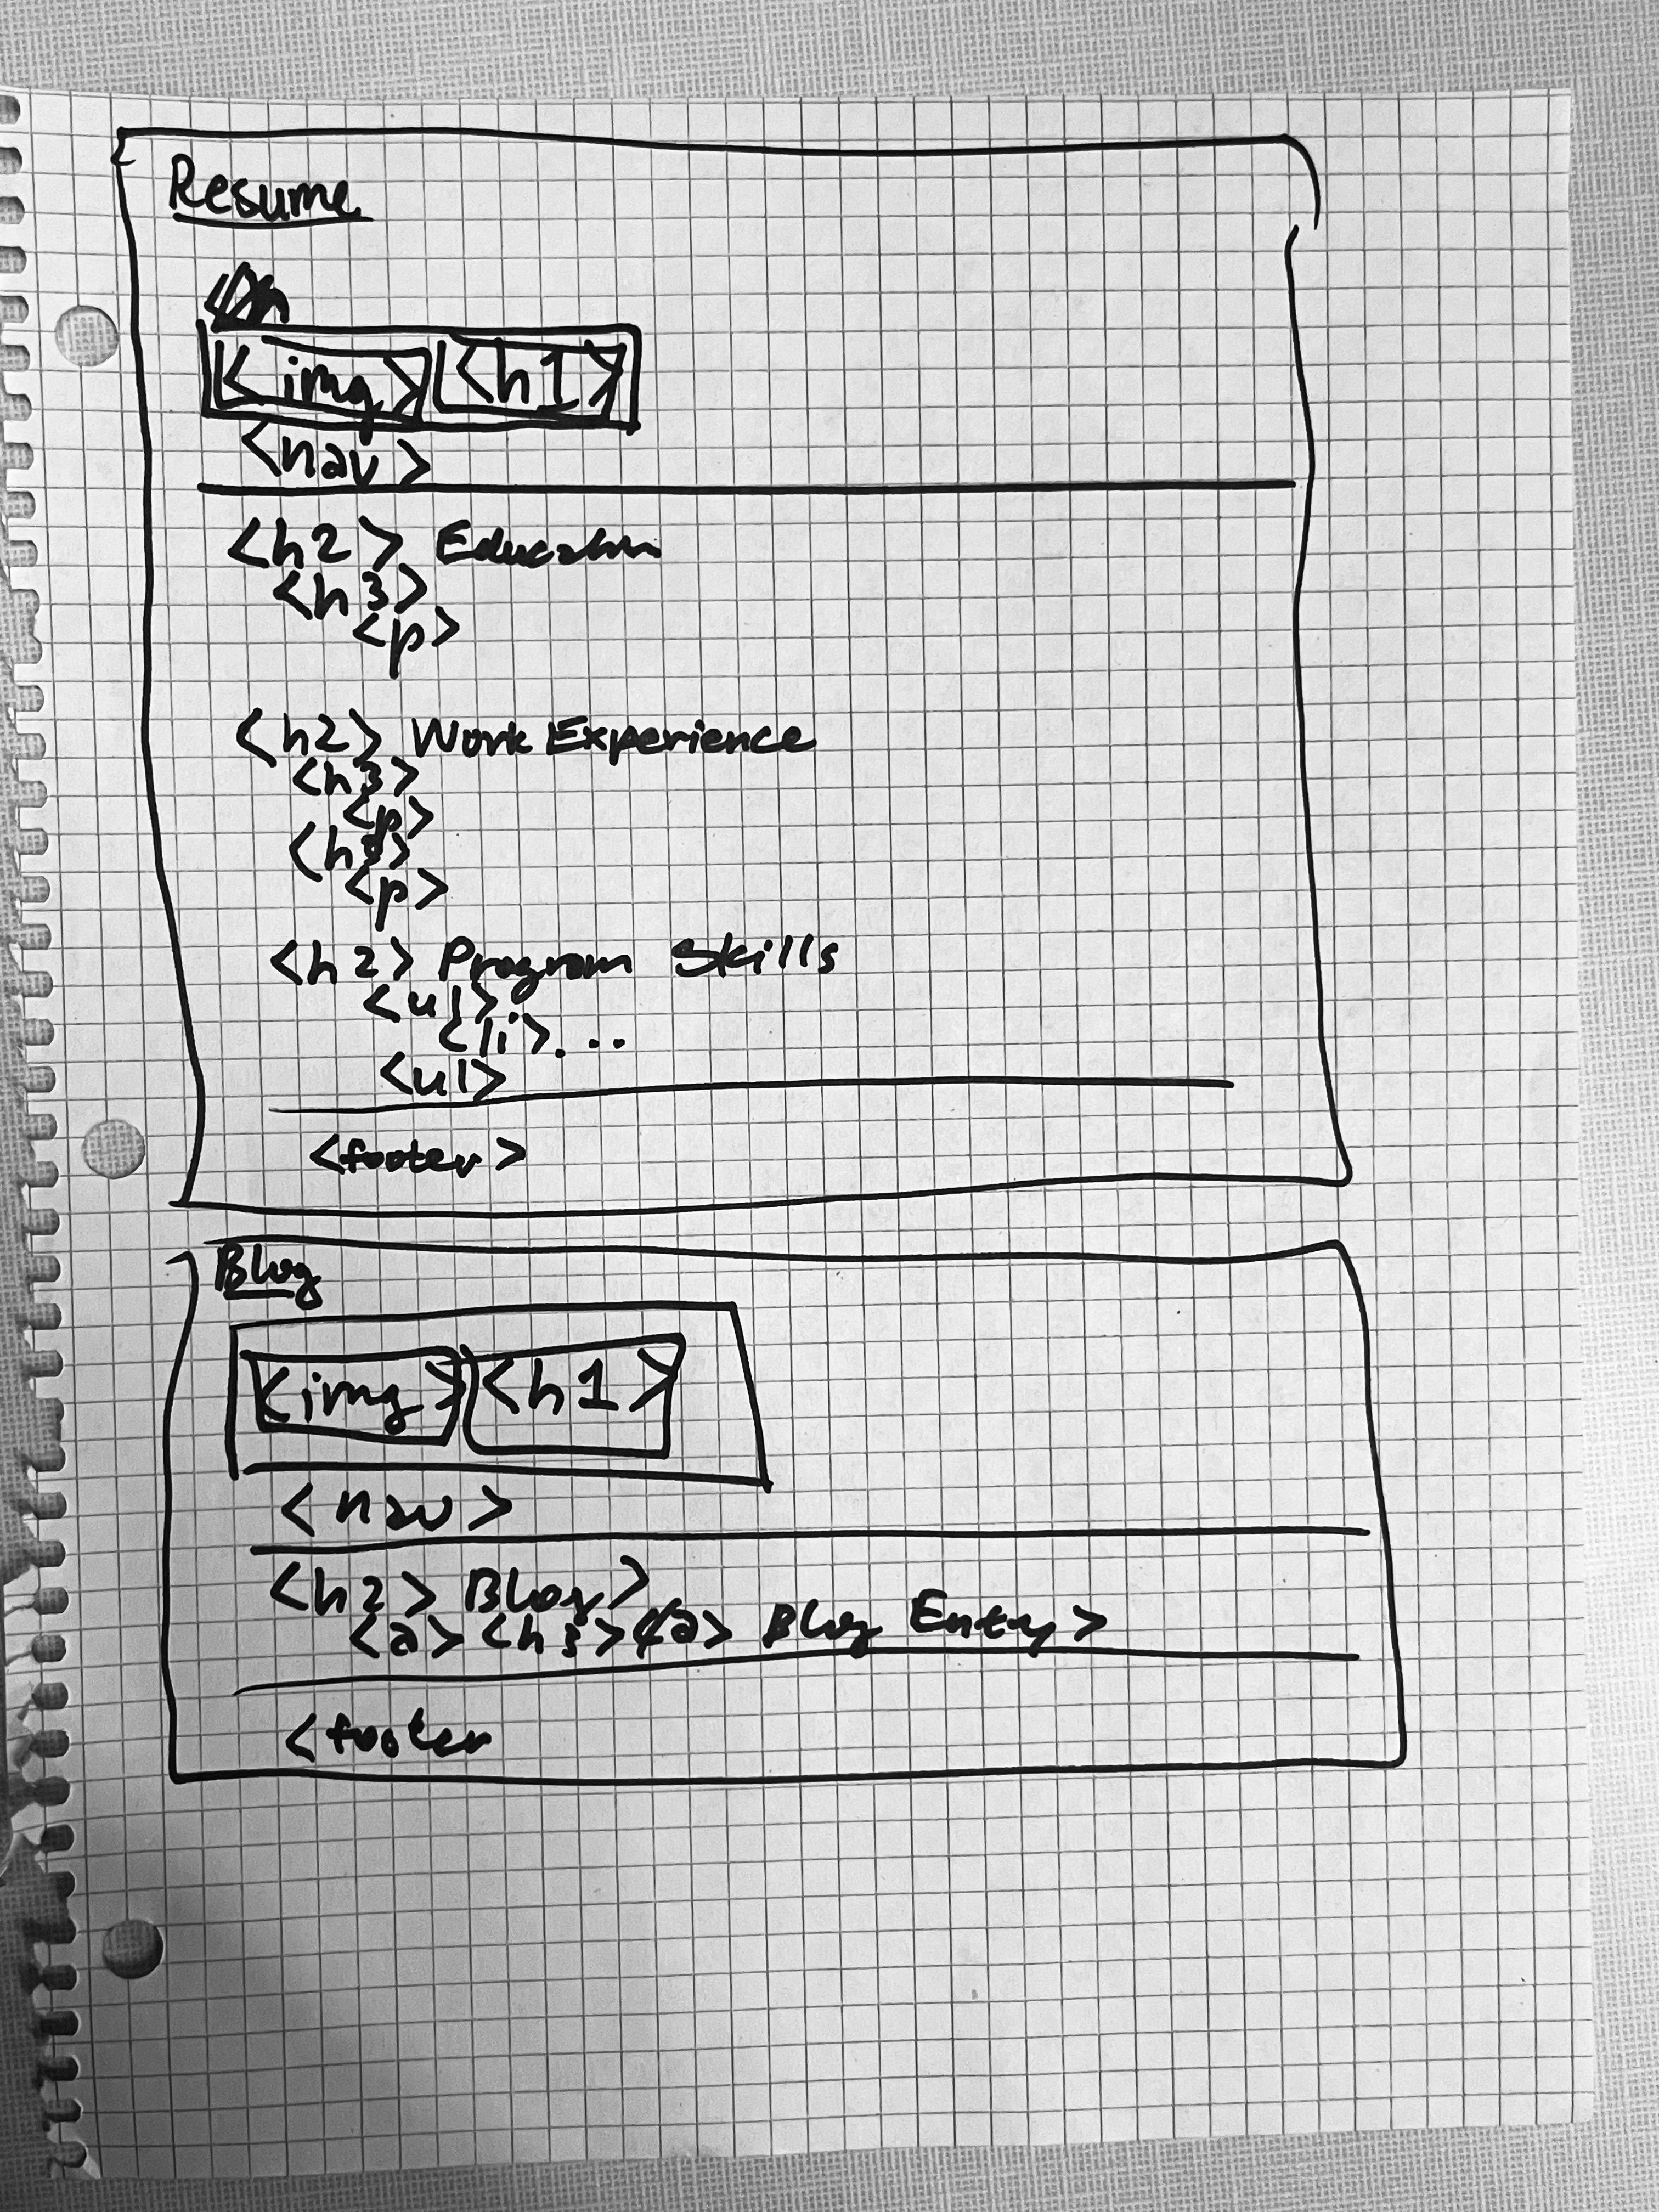 Resume
<img> <h1>
<nav>
<h2> Education
<h3>
<p>
<h2> Work Experience
<h3>
<p>
<h3>
<p>
<h2> Program Skills
<ul>
<li>...
<ul>
<footer>
Blog
<img> <h1>
<nav>
<h2> Blog>
<a> <h3> </a> Blog Entry>
<footer